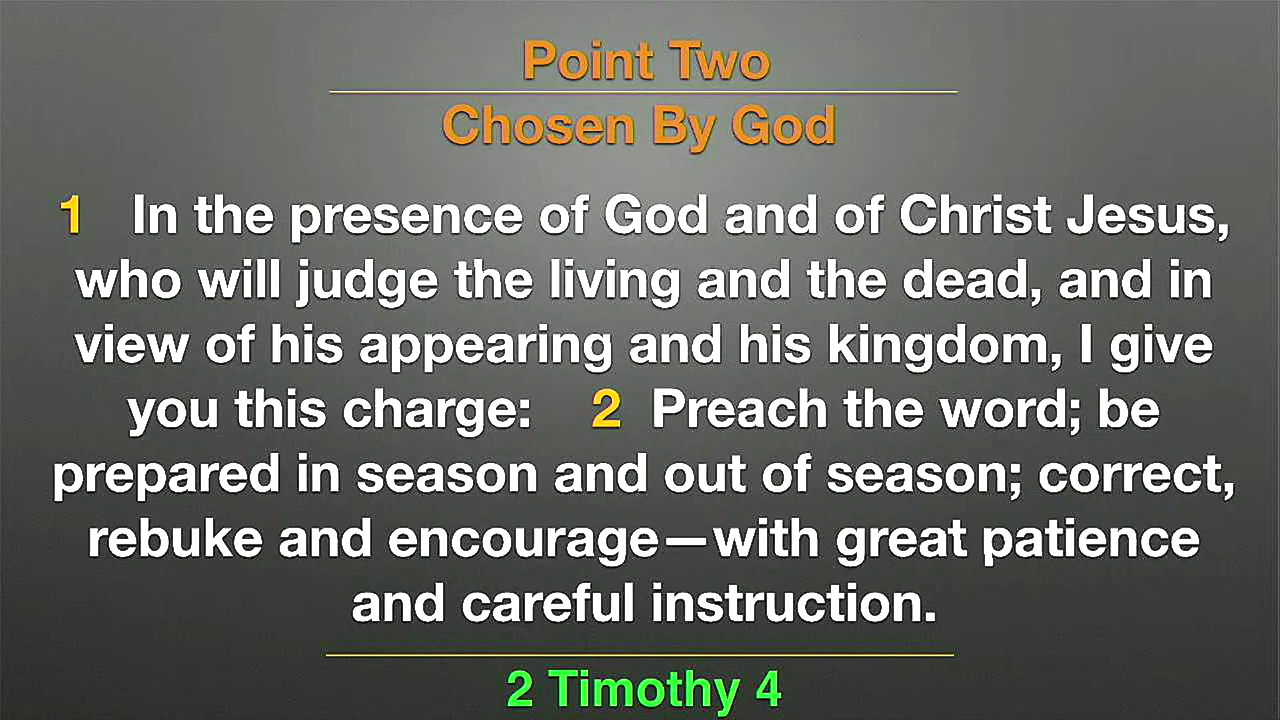 Point Two
Chosen By God
1 In the presence of God and of Christ Jesus,
who will judge the living and the dead, and in
view of his appearing and his kingdom, I give
you this charge: 2 Preach the word; be
prepared in season and out of season; correct,
rebuke and encourage—with great patience
and careful instruction.
2 Timothy 4